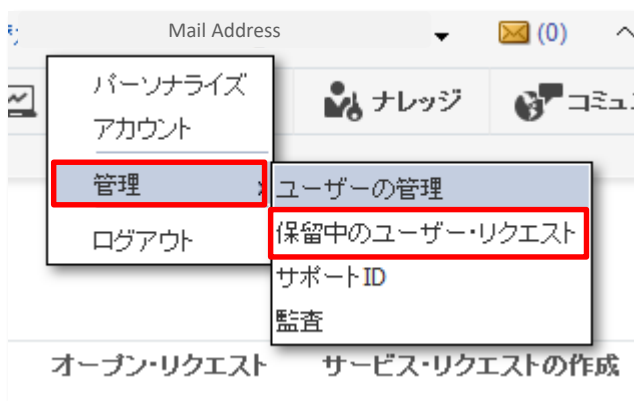 Mail Address
(0)
パーソナライズ
アカウント
ナレッジ
管理
ユーザーの管理
保留中のユーザー・リクエスト
ログアウト
サポートID
監査
オープン・リクエスト
サービス・リクエストの作成